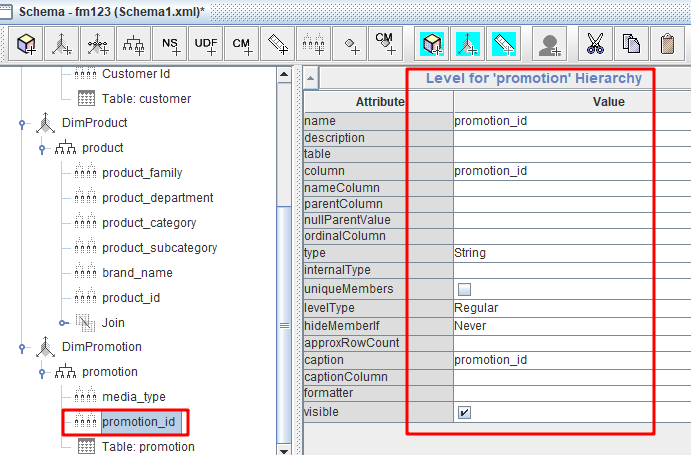 Schema - fm123 (Schema1.xml)*
NS UDF CM CM
Customer Id
Table: customer
DimProduct
product
product_family
product_department
product_category
product_subcategory
brand_name
product_id
Join
DimPromotion
promotion
media_type
promotion_id
Table: promotion
Level for 'promotion' Hierarchy
Attribute Value
name promotion_id
description
table
column promotion_id
nameColumn
parentColumn
nullParentValue
ordinalColumn
type String
internalType
uniqueMembers
levelType Regular
hideMemberIf Never
approxRowCount
caption promotion_id
captionColumn
formatter
visible